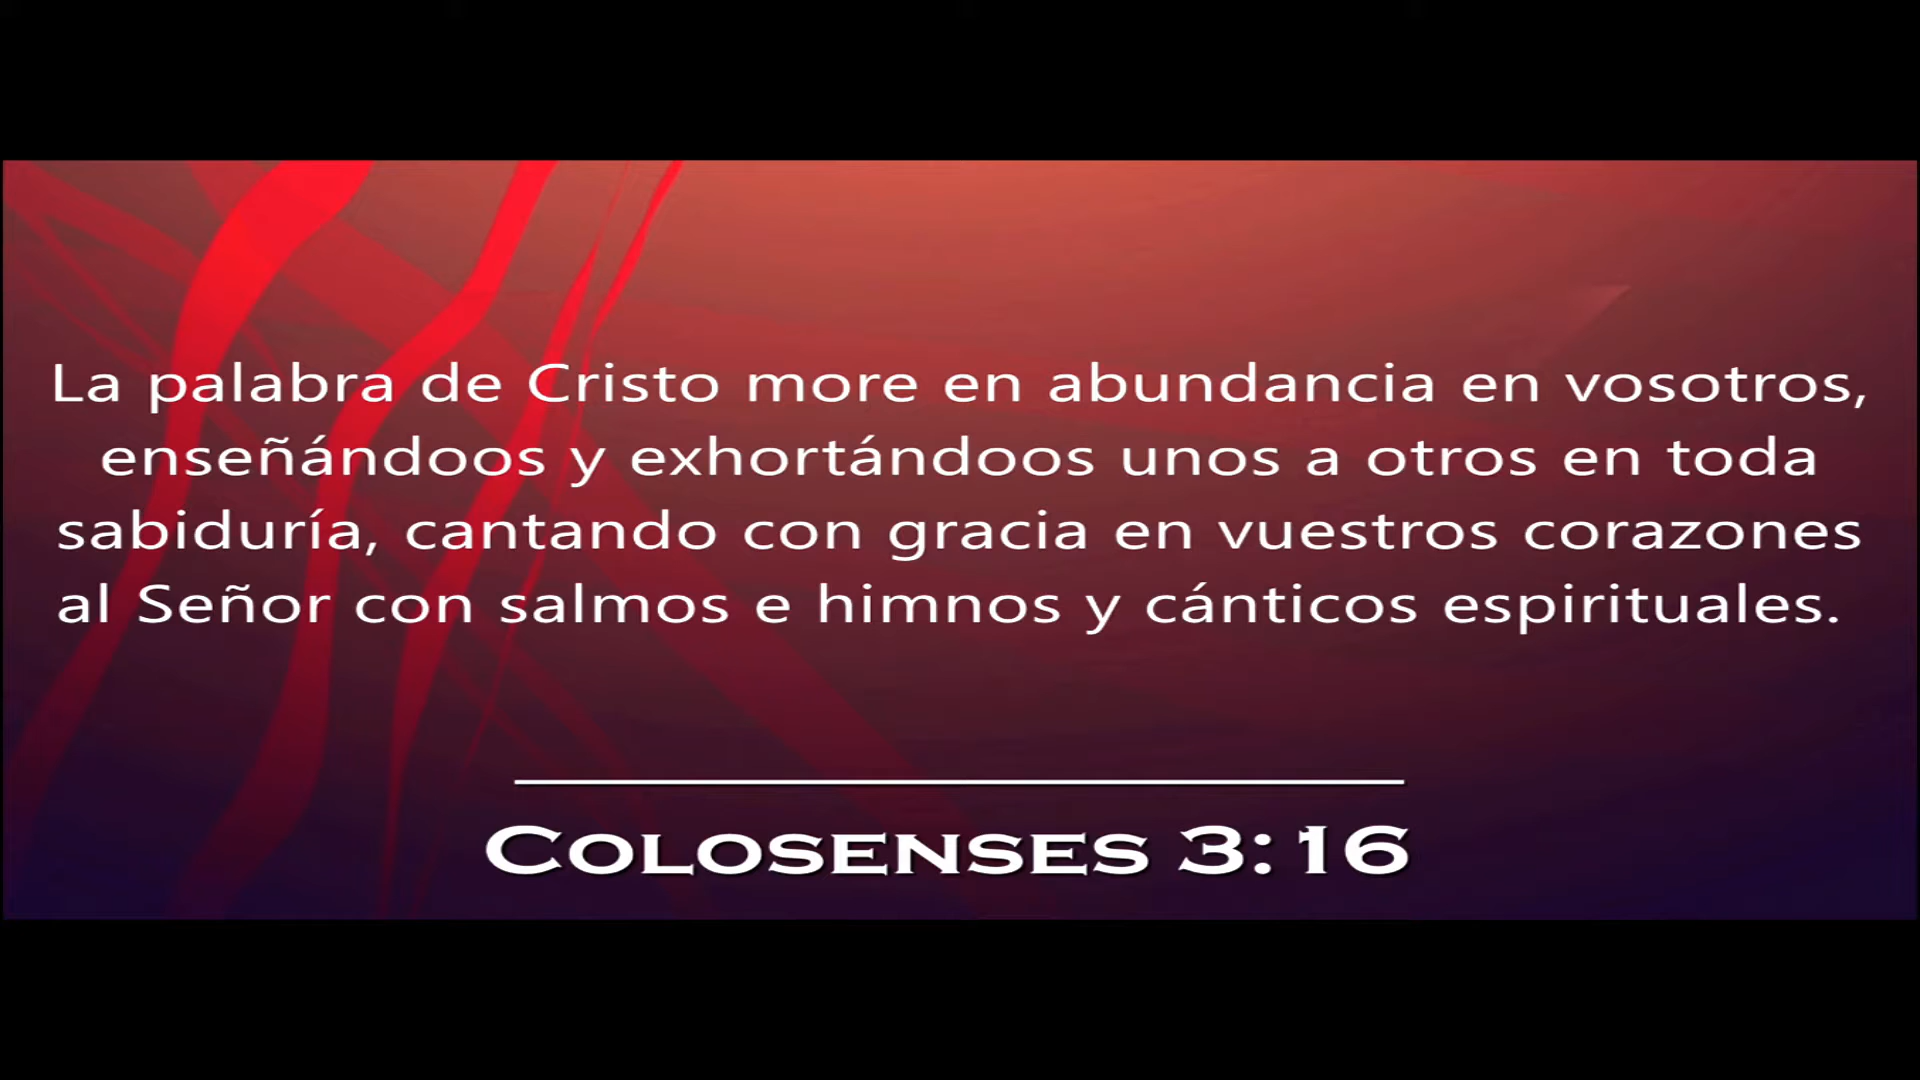 La palabra de Cristo more en abundancia en vosotros,
enseñándoos y exhortándoos unos a otros en toda
sabiduría, cantando con gracia en vuestros corazones
al Señor con salmos e himnos y cánticos espirituales.
Colosenses 3:16